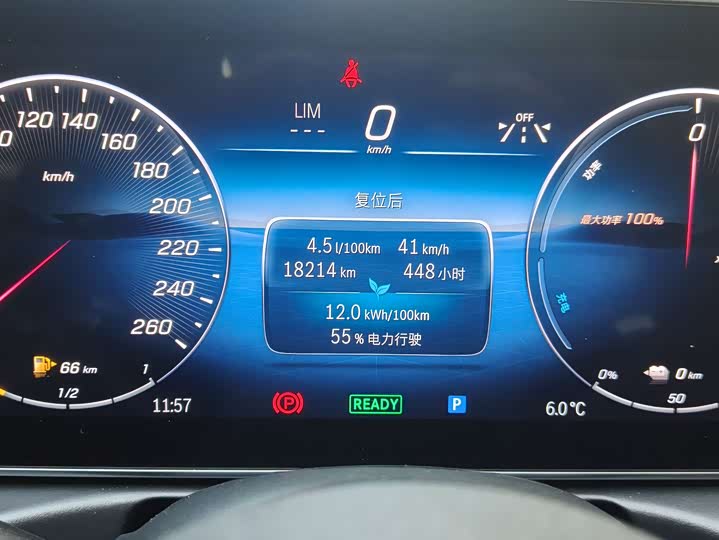 LIM
---
0
km/h
OFF
0 120 140 160 180 200 220 240 260
km/h
复位后
4.5 l/100km 41 km/h
18214 km 448 小时
12.0 kWh/100km
55 % 电力行驶
0
功率
最大功率 100%
充电
66 km
1/2
1
0%
0 km
50
11:57
P
READY
P
6.0°C